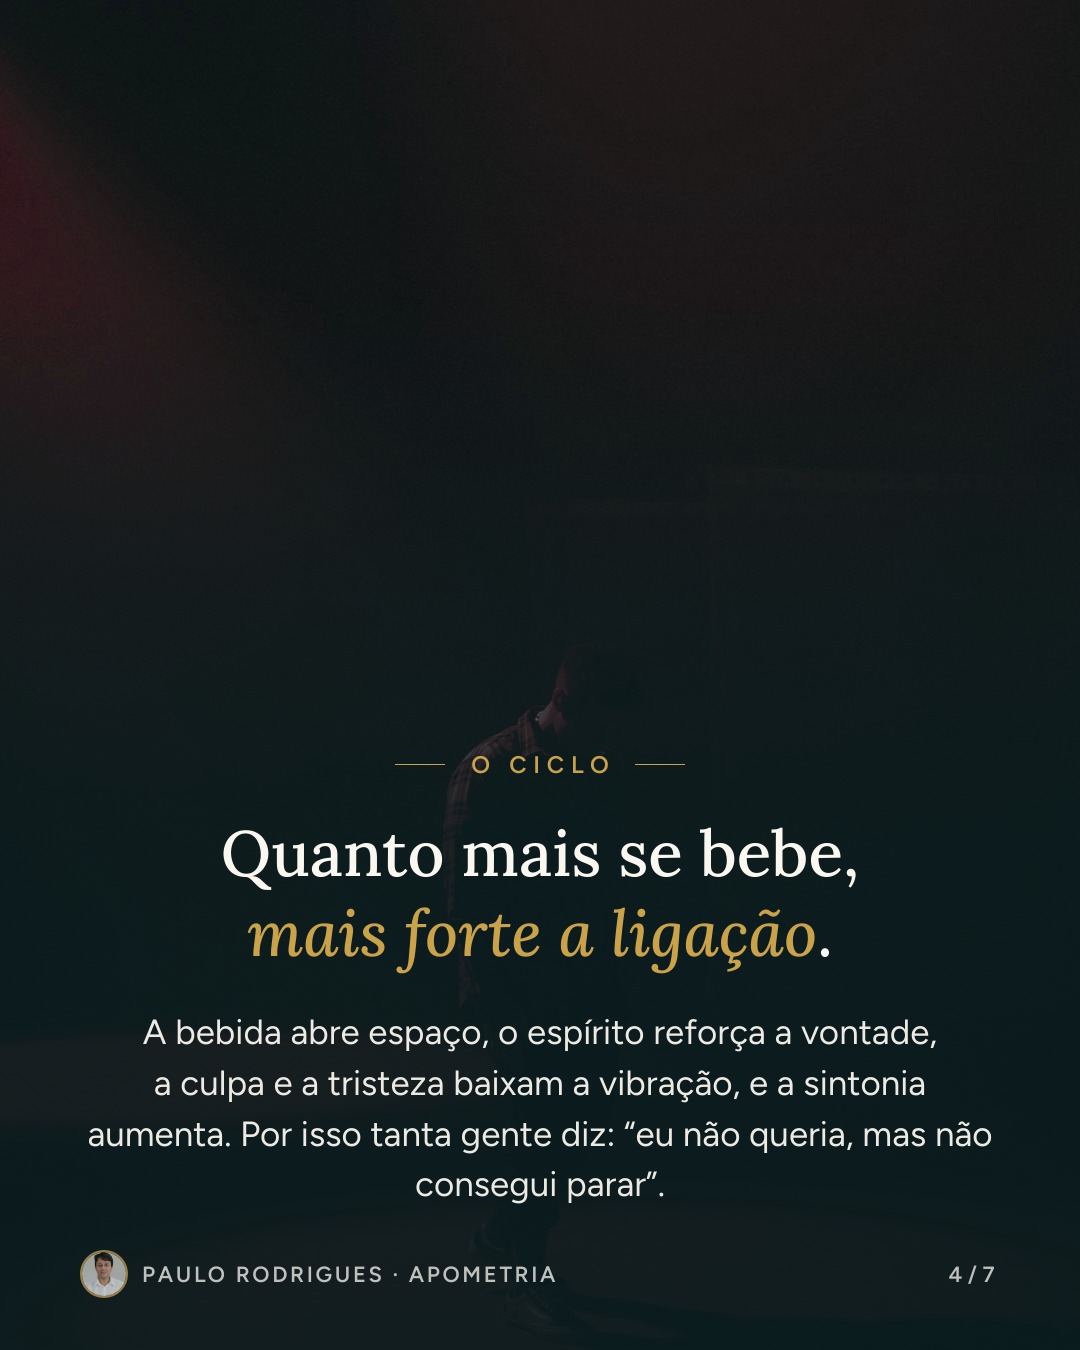 O CICLO
Quanto mais se bebe,
mais forte a ligação.
A bebida abre espaço, o espírito reforça a vontade,
a culpa e a tristeza baixam a vibração, e a sintonia
aumenta. Por isso tanta gente diz: “eu não queria, mas não
consegui parar”.
PAULO RODRIGUES · APOMETRIA
4/7